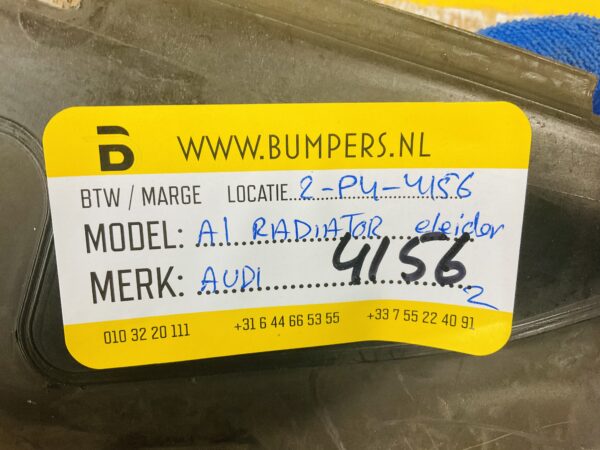 B WWW.BUMPERS.NL
BTW / MARGE LOCATIE 2-P4-4156
MODEL: A1 RADIATOR eleider
MERK: AUDI 4156
2
010 32 20 111 +31 6 44 66 53 55 +33 7 55 22 40 91